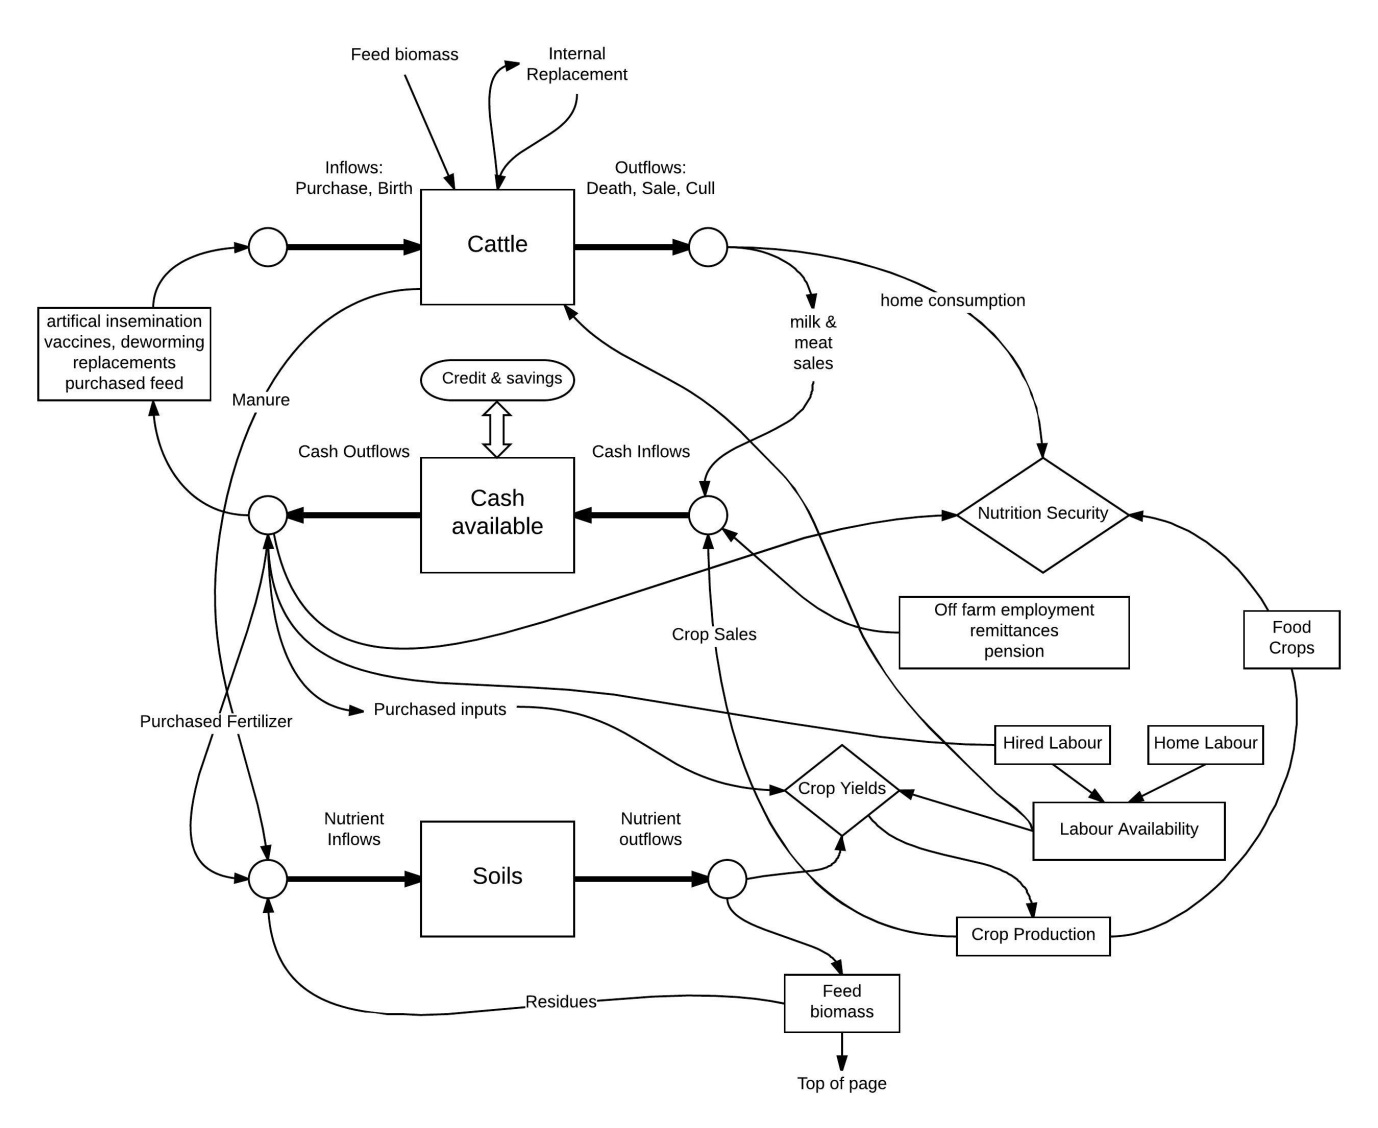 Feed biomass
Internal
Replacement
Inflows:
Purchase, Birth
Outflows:
Death, Sale, Cull
Cattle
home consumption
artifical insemination
vaccines, deworming
replacements
purchased feed
milk &
meat
sales
Credit & savings
Manure
Cash Outflows
Cash Inflows
Cash
available
Nutrition Security
Off farm employment
remittances
pension
Food
Crops
Crop Sales
Purchased Fertilizer
Purchased inputs
Hired Labour
Home Labour
Crop Yields
Labour Availability
Nutrient
Inflows
Nutrient
outflows
Soils
Crop Production
Feed
biomass
Residues
Top of page